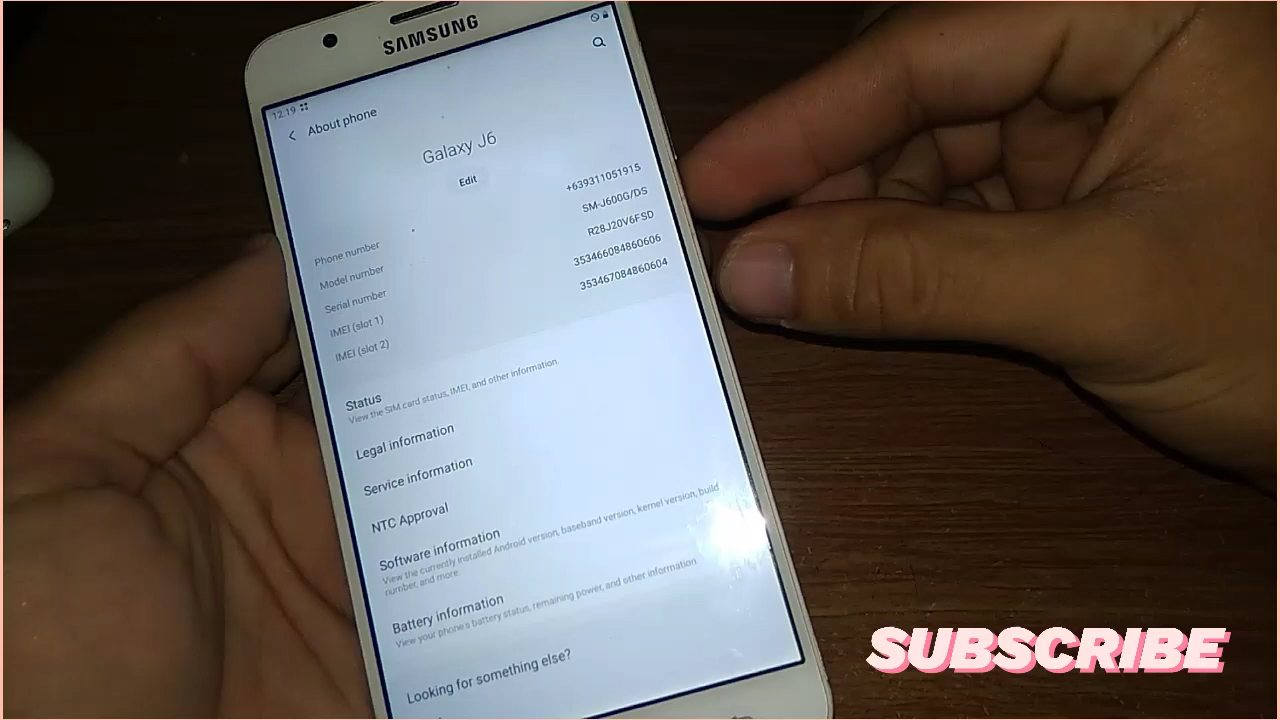 SAMSUNG
12.19
About phone
Galaxy J6
Edit
Phone number +639311051915
Model number SM-J600G/DS
Serial number R28J20V6FSD
IMEI (slot 1) 353466084860606
IMEI (slot 2) 353467084860604
Status
View the SIM card status, IMEI, and other information.
Legal information
Service information
NTC Approval
Software information
View the currently installed Android version, baseband version, kernel version, build
number, and more.
Battery information
View your phone's battery status, remaining power, and other information.
Looking for something else?
SUBSCRIBE